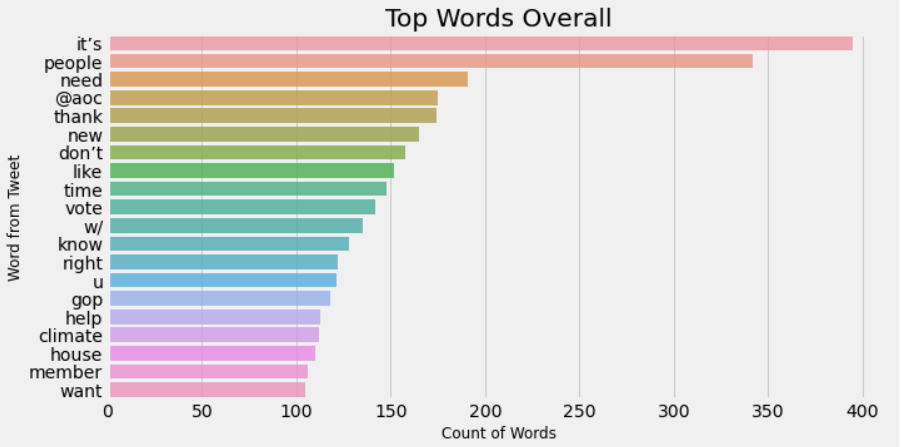 Top Words Overall
it’s
people
need
@aoc
thank
new
don’t
like
time
vote
w/
know
right
u
gop
help
climate
house
member
want
Word from Tweet
0 50 100 150 200 250 300 350 400
Count of Words